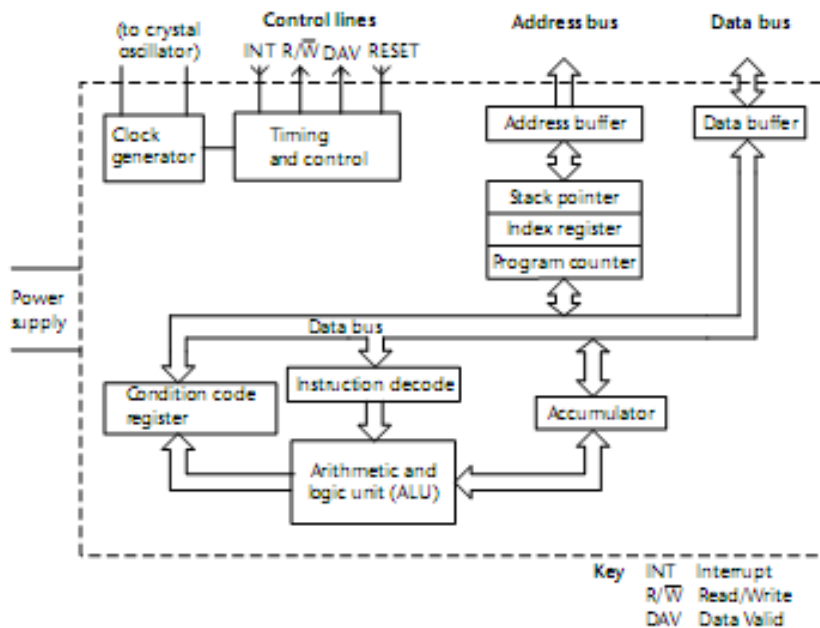 (to crystal
oscillator)
Control lines
Address bus
Data bus
INT R/W̅ DAV RESET
Clock
generator
Timing
and control
Address buffer
Data buffer
Stack pointer
Index register
Program counter
Power
supply
Data bus
Condition code
register
Instruction decode
Accumulator
Arithmetic and
logic unit (ALU)
Key INT Interrupt
R/W̅ Read/Write
DAV Data Valid